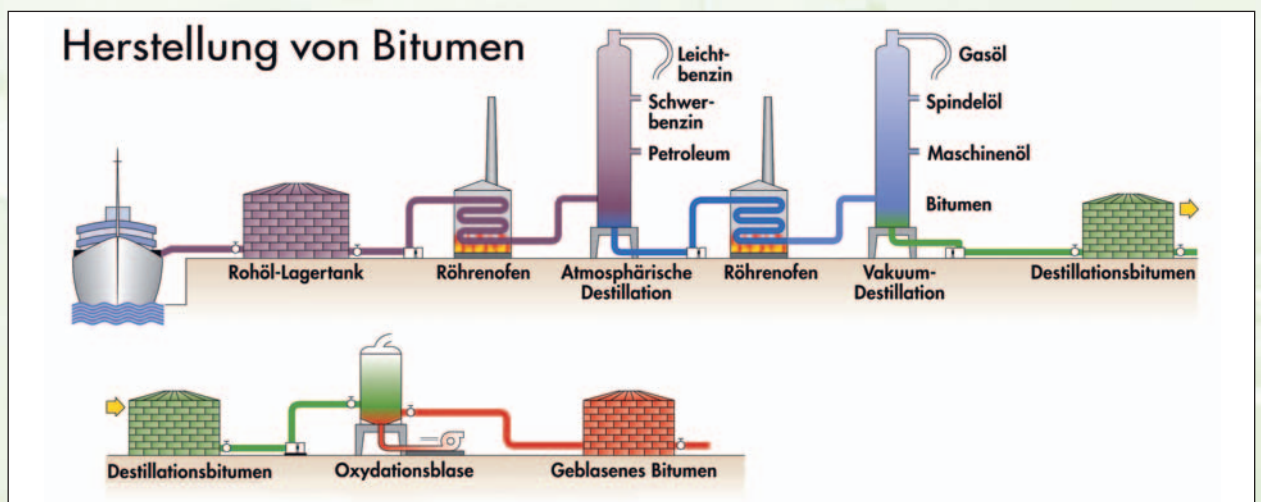 Herstellung von Bitumen
Leicht-
benzin
Schwer-
benzin
Petroleum
Gasöl
Spindelöl
Maschinenöl
Bitumen
Rohöl-Lagertank
Röhrenofen
Atmosphärische
Destillation
Röhrenofen
Vakuum-
Destillation
Destillationsbitumen
Destillationsbitumen
Oxydationsblase
Geblasenes Bitumen